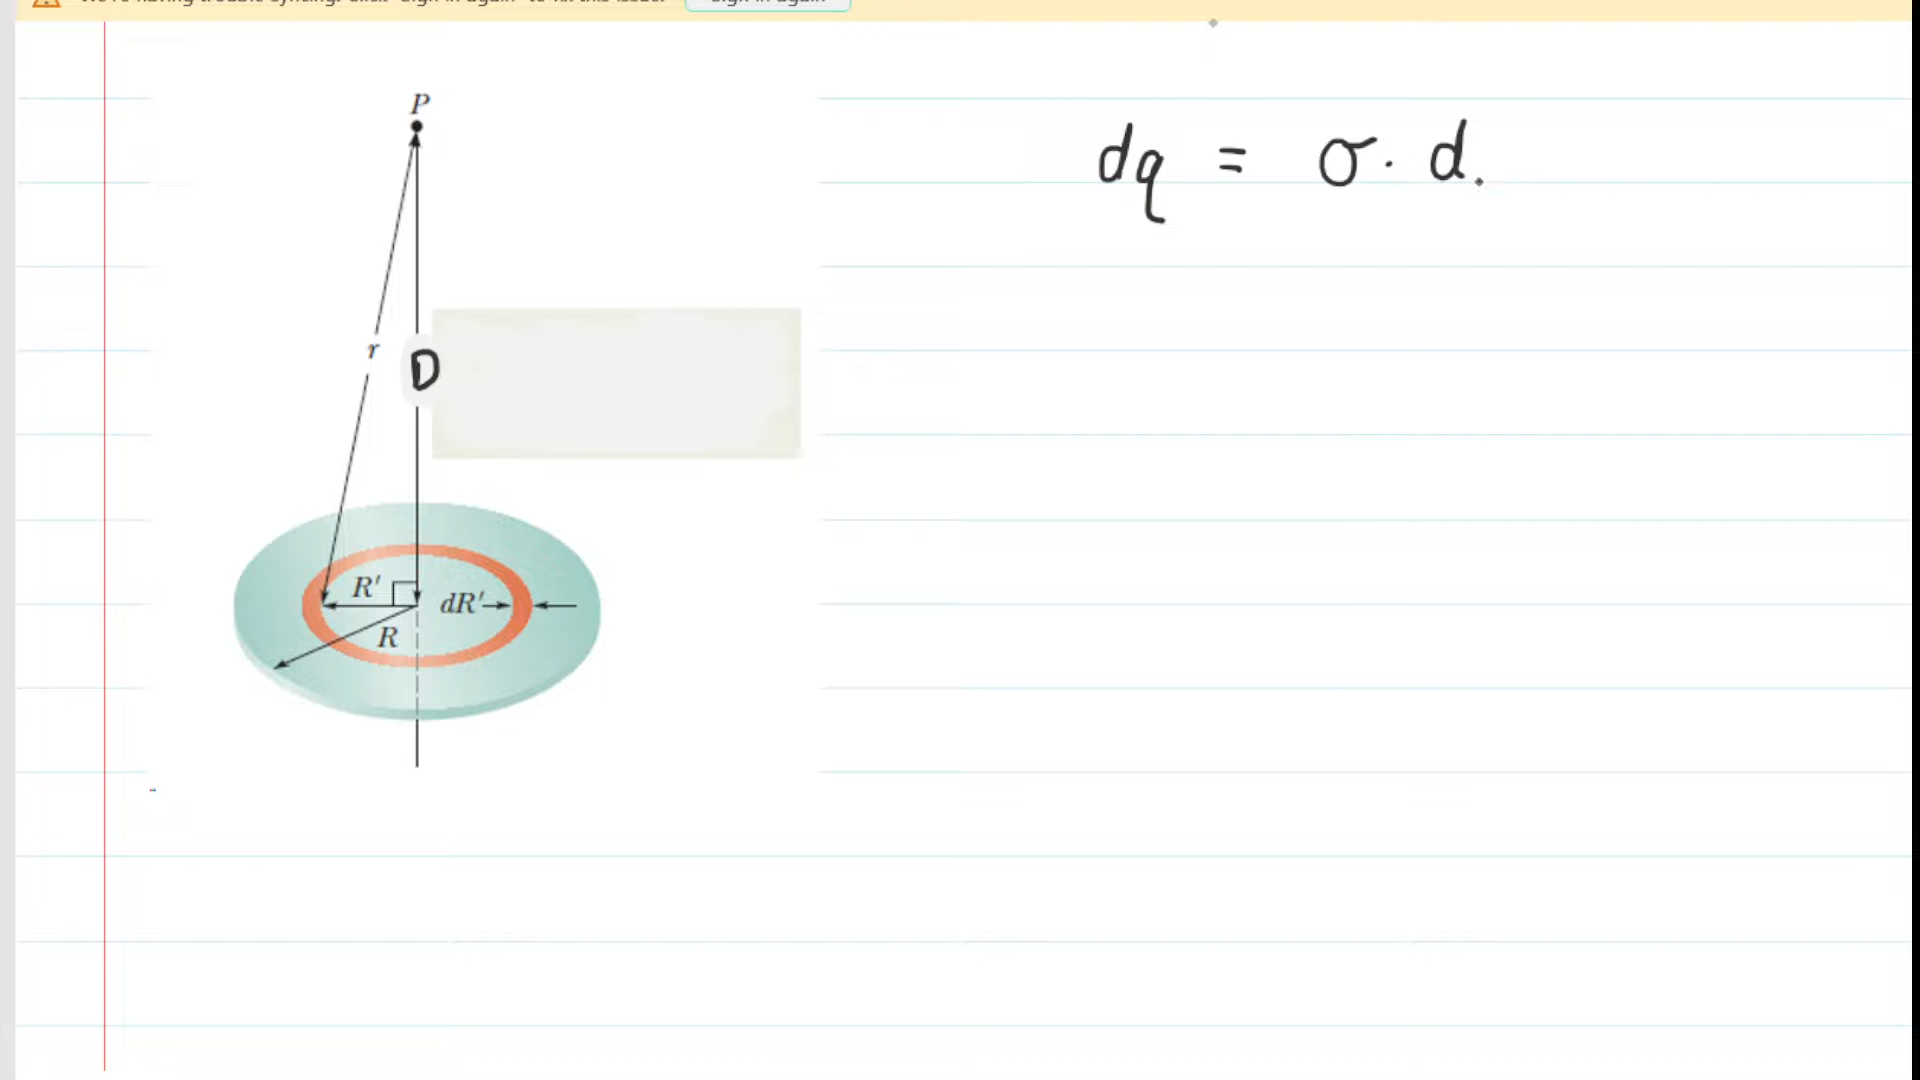 P
dq = σ · d.
r
D
R′
dR′
R